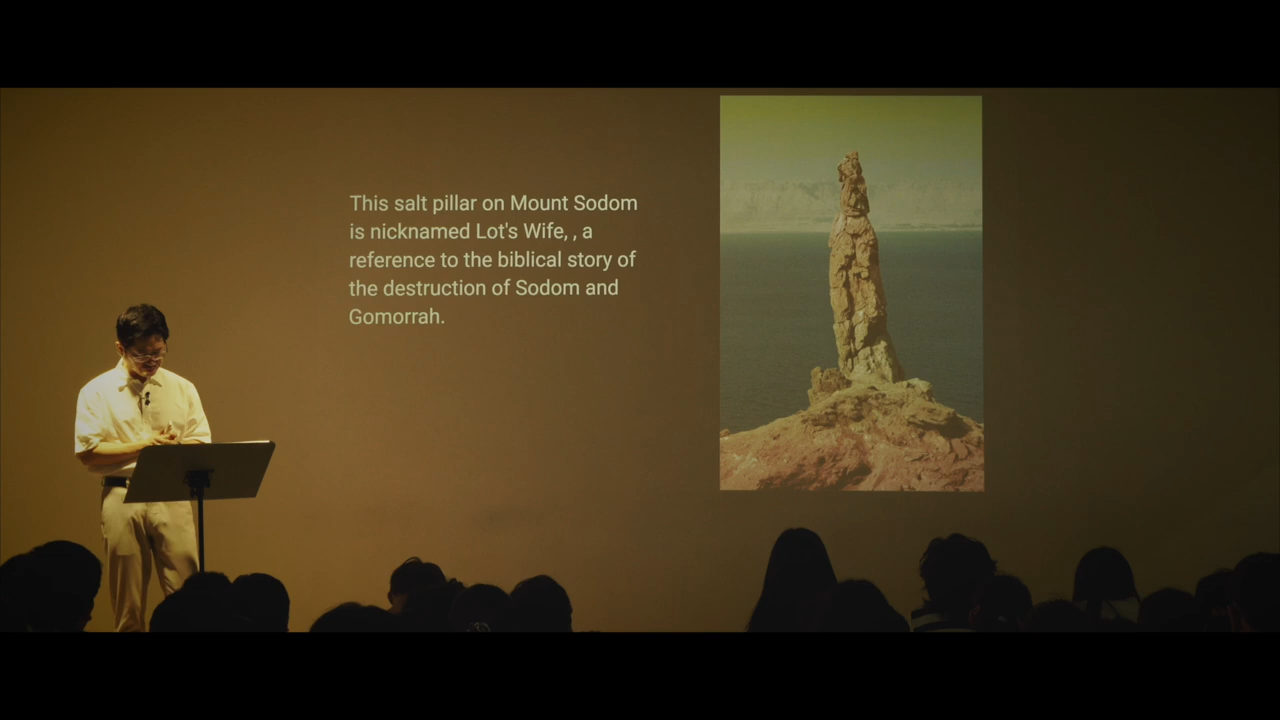 This salt pillar on Mount Sodom
is nicknamed Lot's Wife, , a
reference to the biblical story of
the destruction of Sodom and
Gomorrah.